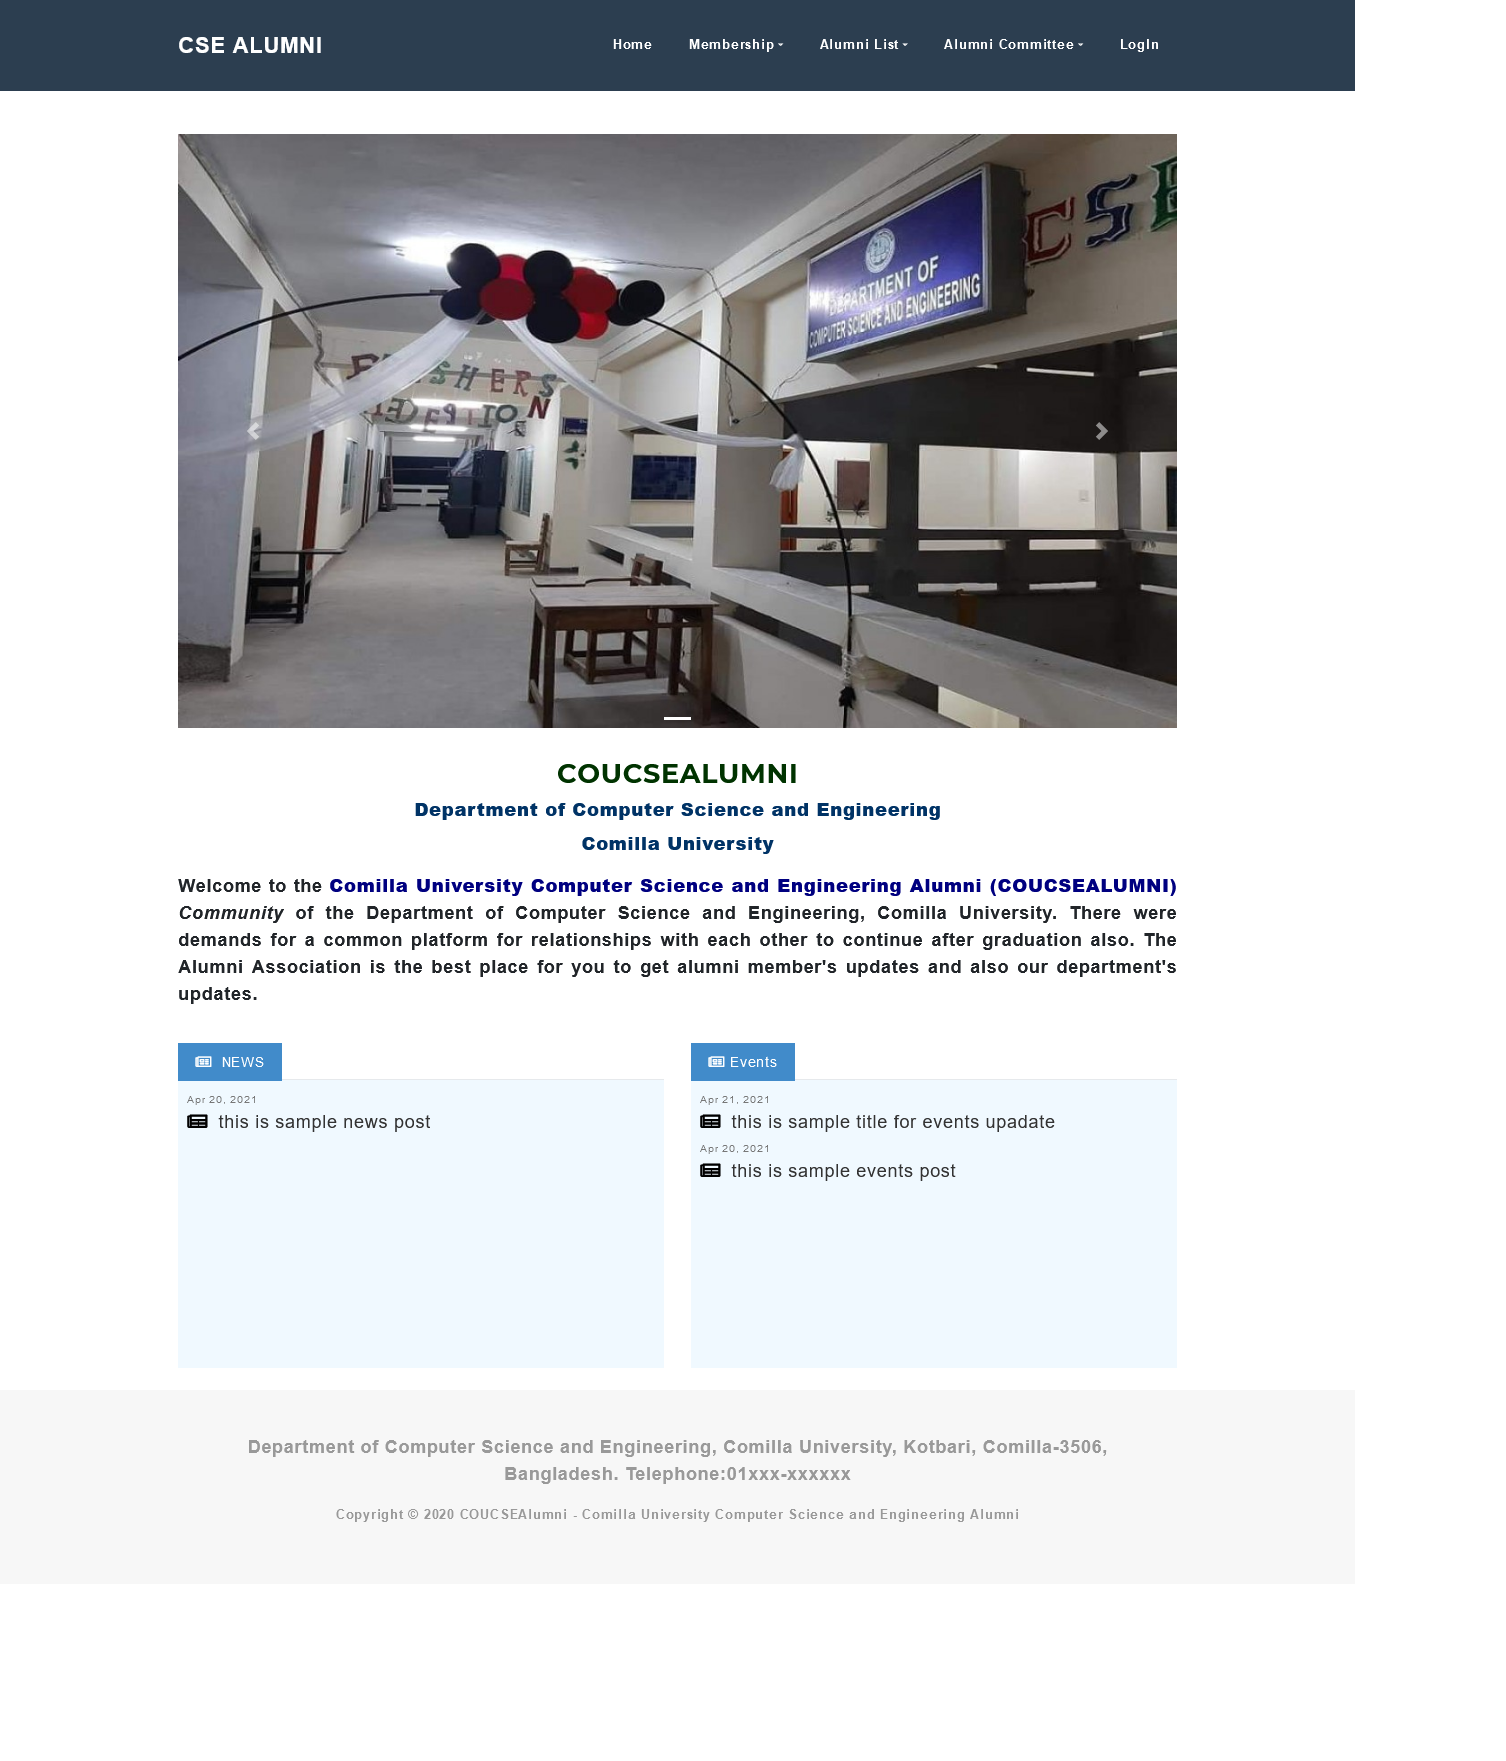 CSE ALUMNI
Home
Membership
Alumni List
Alumni Committee
LogIn
DEPARTMENT OF
COMPUTER SCIENCE AND ENGINEERING
CSE
RECEPTION
COUCSEALUMNI
Department of Computer Science and Engineering
Comilla University
Welcome to the Comilla University Computer Science and Engineering Alumni (COUCSEALUMNI)
Community of the Department of Computer Science and Engineering, Comilla University. There were
demands for a common platform for relationships with each other to continue after graduation also. The
Alumni Association is the best place for you to get alumni member's updates and also our department's
updates.
NEWS
Apr 20, 2021
this is sample news post
Events
Apr 21, 2021
this is sample title for events upadate
Apr 20, 2021
this is sample events post
Department of Computer Science and Engineering, Comilla University, Kotbari, Comilla-3506,
Bangladesh. Telephone:01xxx-xxxxxx
Copyright © 2020 COUCSEAlumni - Comilla University Computer Science and Engineering Alumni